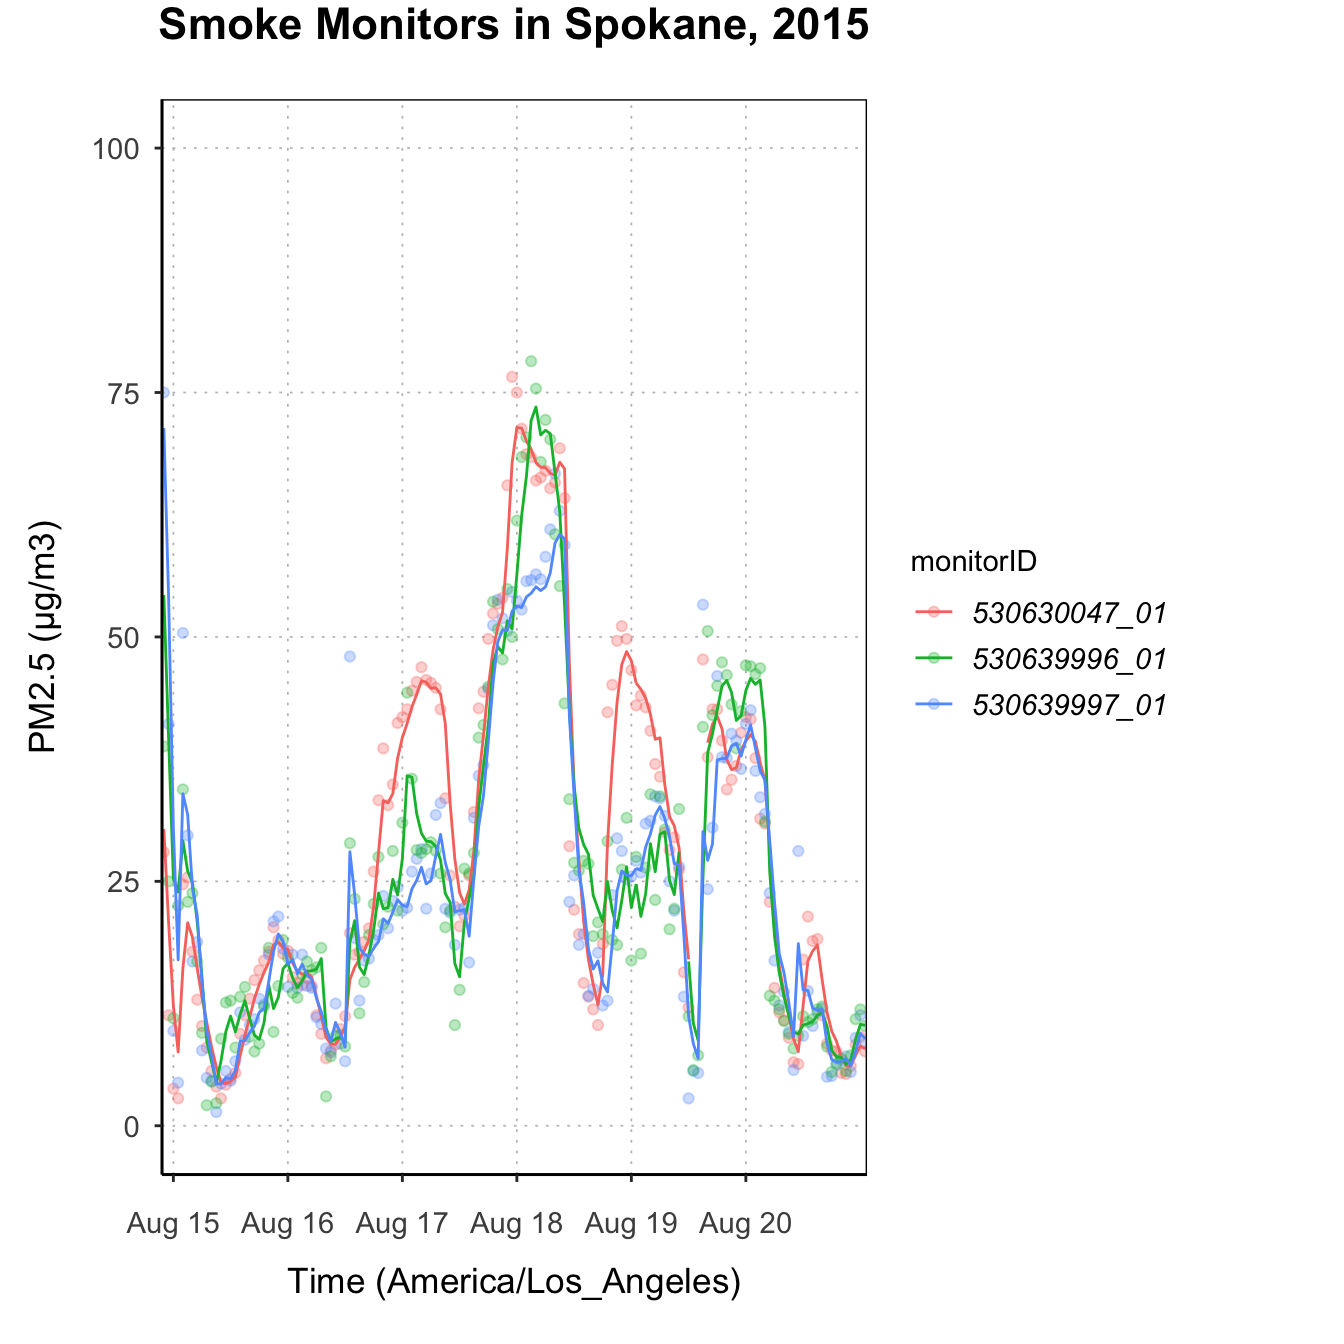 Smoke Monitors in Spokane, 2015
100
75
50
25
0
PM2.5 (µg/m3)
Aug 15 Aug 16 Aug 17 Aug 18 Aug 19 Aug 20
Time (America/Los_Angeles)
monitorID
530630047_01
530639996_01
530639997_01